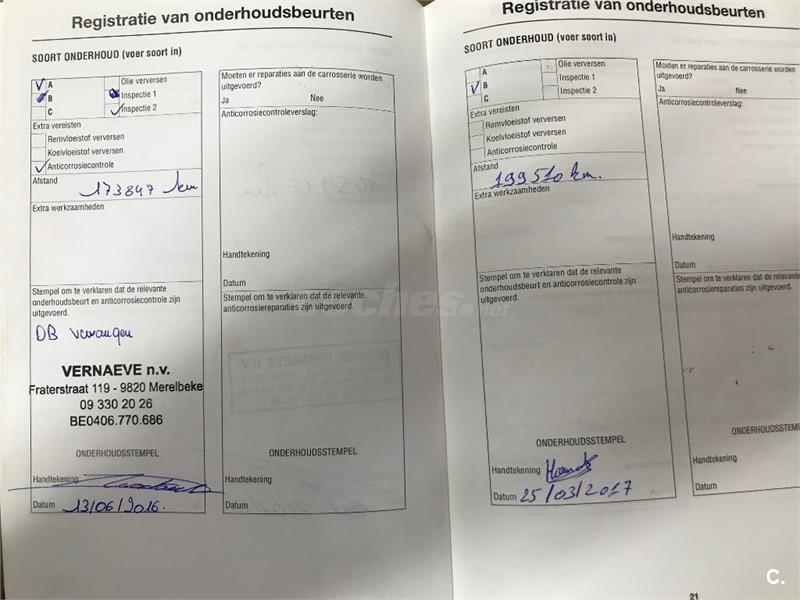 Registratie van onderhoudsbeurten
SOORT ONDERHOUD (voer soort in)
A
B
C
Olie verversen
Inspectie 1
Inspectie 2
Extra vereisten
Remvloeistof verversen
Koelvloeistof verversen
Anticorrosiecontrole
Afstand
173847 km
Extra werkzaamheden
Stempel om te verklaren dat de relevante
onderhoudsbeurt en anticorrosiecontrole zijn
uitgevoerd.
DB vervangen
VERNAEVE n.v.
Fraterstraat 119 - 9820 Merelbeke
09 330 20 26
BE0406.770.686
ONDERHOUDSSTEMPEL
Handtekening
Datum 13/06/2016.
Moeten er reparaties aan de carrosserie worden
uitgevoerd?
Ja Nee
Anticorrosiecontroleverslag:
Handtekening
Datum
Stempel om te verklaren dat de relevante
anticorrosiereparaties zijn uitgevoerd.
ONDERHOUDSSTEMPEL
Handtekening
Datum
Registratie van onderhoudsbeurten
SOORT ONDERHOUD (voer soort in)
A
B
C
Olie verversen
Inspectie 1
Inspectie 2
Extra vereisten
Remvloeistof verversen
Koelvloeistof verversen
Anticorrosiecontrole
Afstand
199510 km.
Extra werkzaamheden
Stempel om te verklaren dat de relevante
onderhoudsbeurt en anticorrosiecontrole zijn
uitgevoerd.
ONDERHOUDSSTEMPEL
Handtekening
Datum 25/03/2017
Moeten er reparaties aan de carrosserie worden
uitgevoerd?
Ja Nee
Anticorrosiecontroleverslag:
Handtekening
Datum
Stempel om te verklaren dat de relevante
anticorrosiereparaties zijn uitgevoerd.
ONDERHOUDSSTEMPEL
Handtekening
Datum
21
coches.net
C.